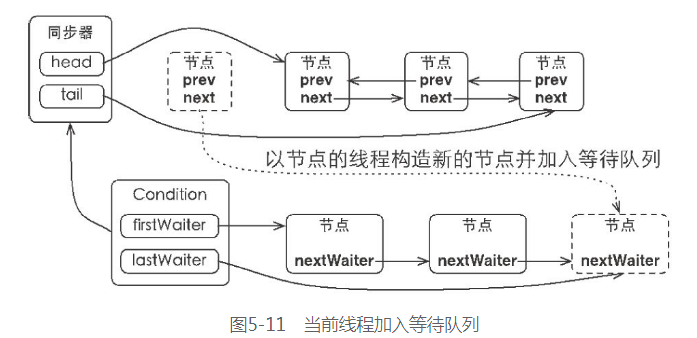 同步器
head
tail
节点
prev
next
节点
prev
next
节点
prev
next
节点
prev
next
以节点的线程构造新的节点并加入等待队列
Condition
firstWaiter
lastWaiter
节点
nextWaiter
节点
nextWaiter
节点
nextWaiter
图5-11 当前线程加入等待队列